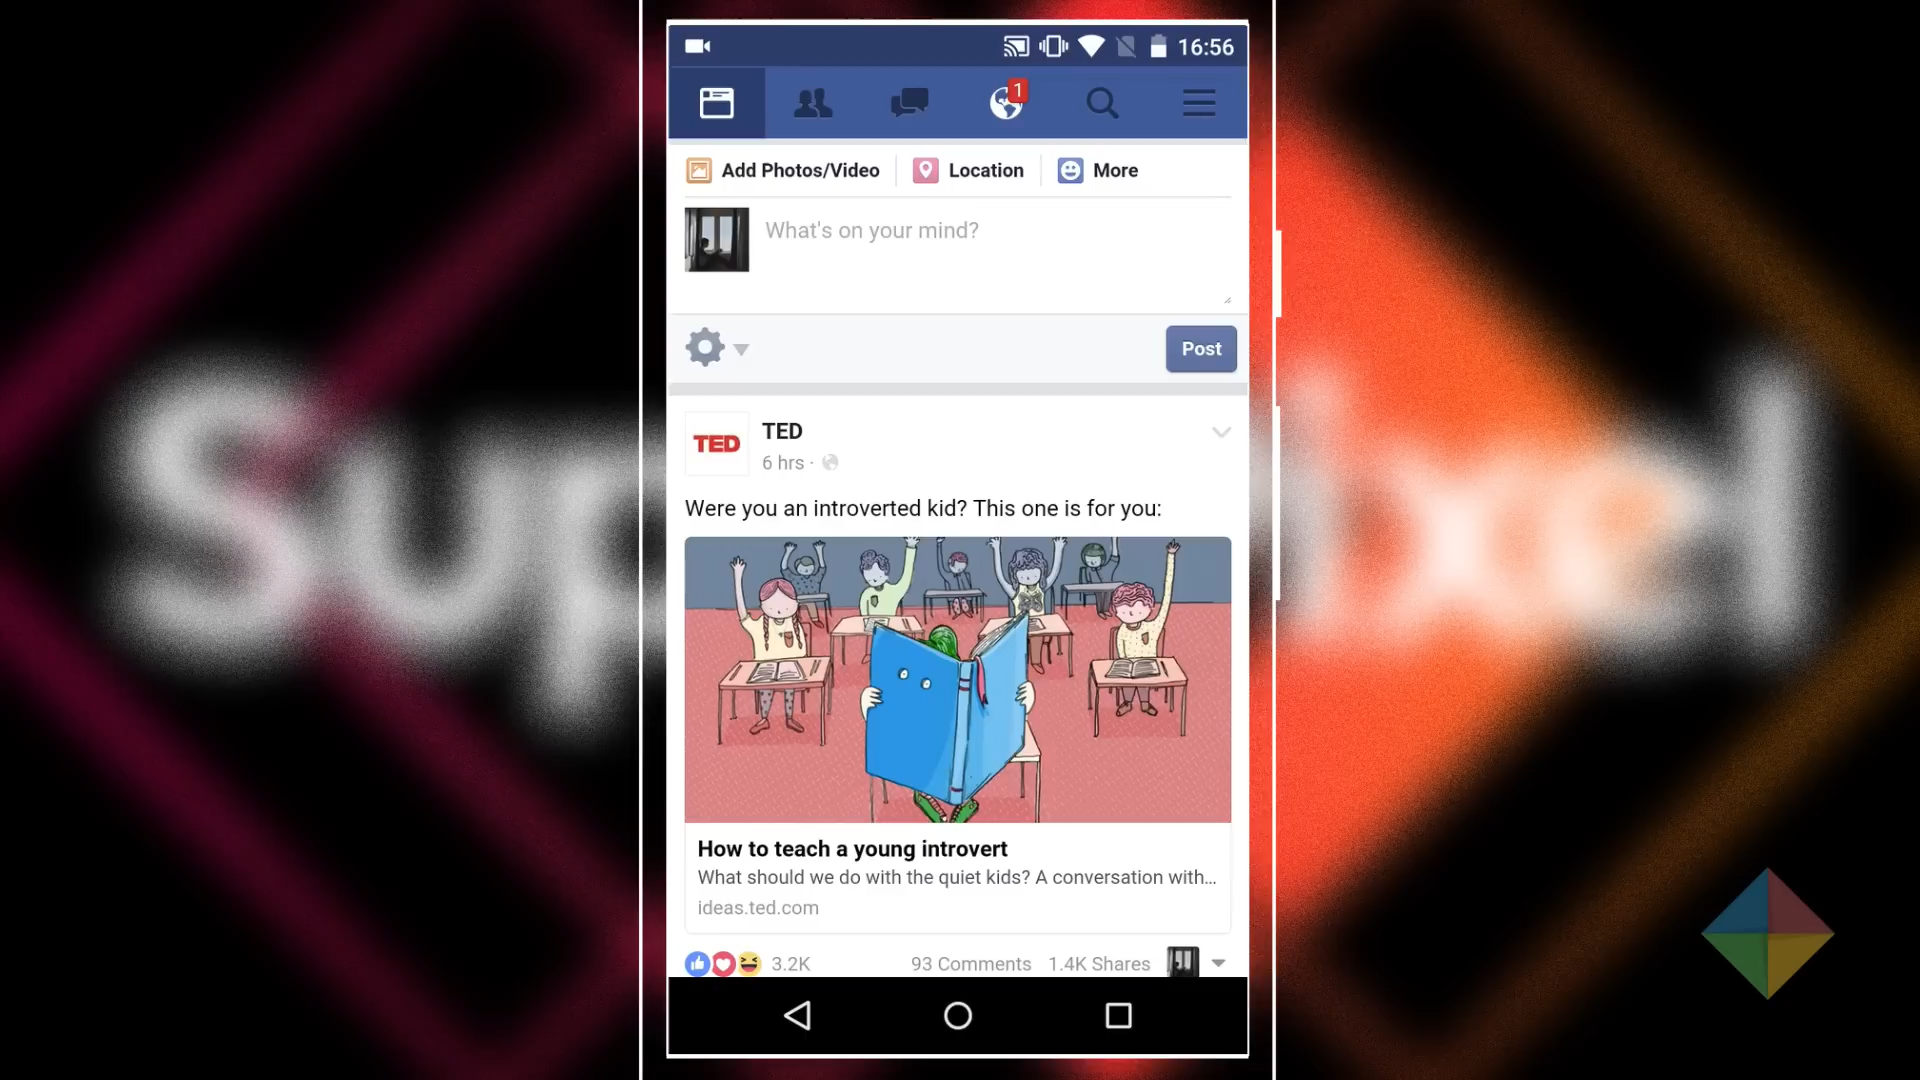 16:56
1
Add Photos/Video
Location
More
What's on your mind?
Post
TED
TED
6 hrs ·
Were you an introverted kid? This one is for you:
How to teach a young introvert
What should we do with the quiet kids? A conversation with...
ideas.ted.com
3.2K
93 Comments
1.4K Shares